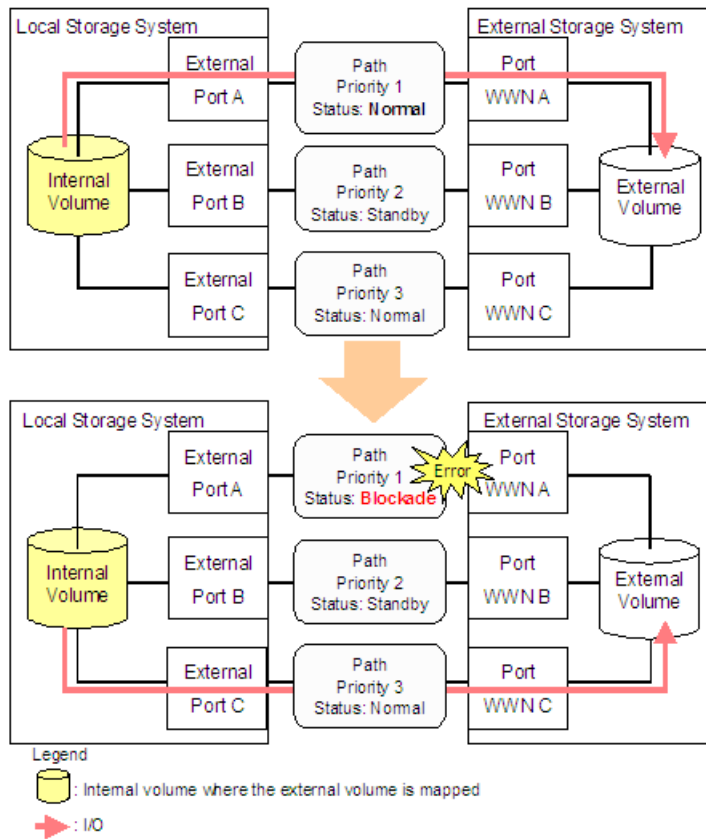 Local Storage System
External Storage System
External
Port A
Path
Priority 1
Status: Normal
Port
WWN A
Internal
Volume
External
Port B
Path
Priority 2
Status: Standby
Port
WWN B
External
Volume
External
Port C
Path
Priority 3
Status: Normal
Port
WWN C
Local Storage System
External Storage System
External
Port A
Path
Priority 1
Status: Blockade
Error
Port
WWN A
Internal
Volume
External
Port B
Path
Priority 2
Status: Standby
Port
WWN B
External
Volume
External
Port C
Path
Priority 3
Status: Normal
Port
WWN C
Legend
: Internal volume where the external volume is mapped
: I/O